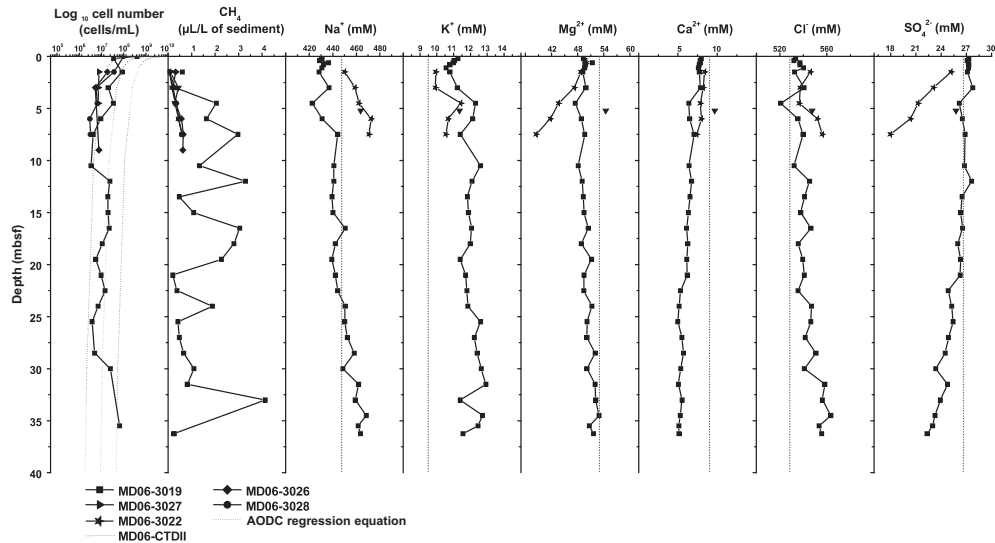 Log 10 cell number
(cells/mL)
CH4
(μL/L of sediment)
Na+ (mM)
K+ (mM)
Mg2+ (mM)
Ca2+ (mM)
Cl- (mM)
SO4 2- (mM)
10^5 10^6 10^7 10^8 10^9 10^10
1 2 3 4
420 440 460 480
9 10 11 12 13 14
42 48 54 60
5 10
520 560
18 21 24 27 30
0
5
10
15
20
25
30
35
40
Depth (mbsf)
MD06-3019
MD06-3026
MD06-3027
MD06-3028
MD06-3022
AODC regression equation
MD06-CTDII